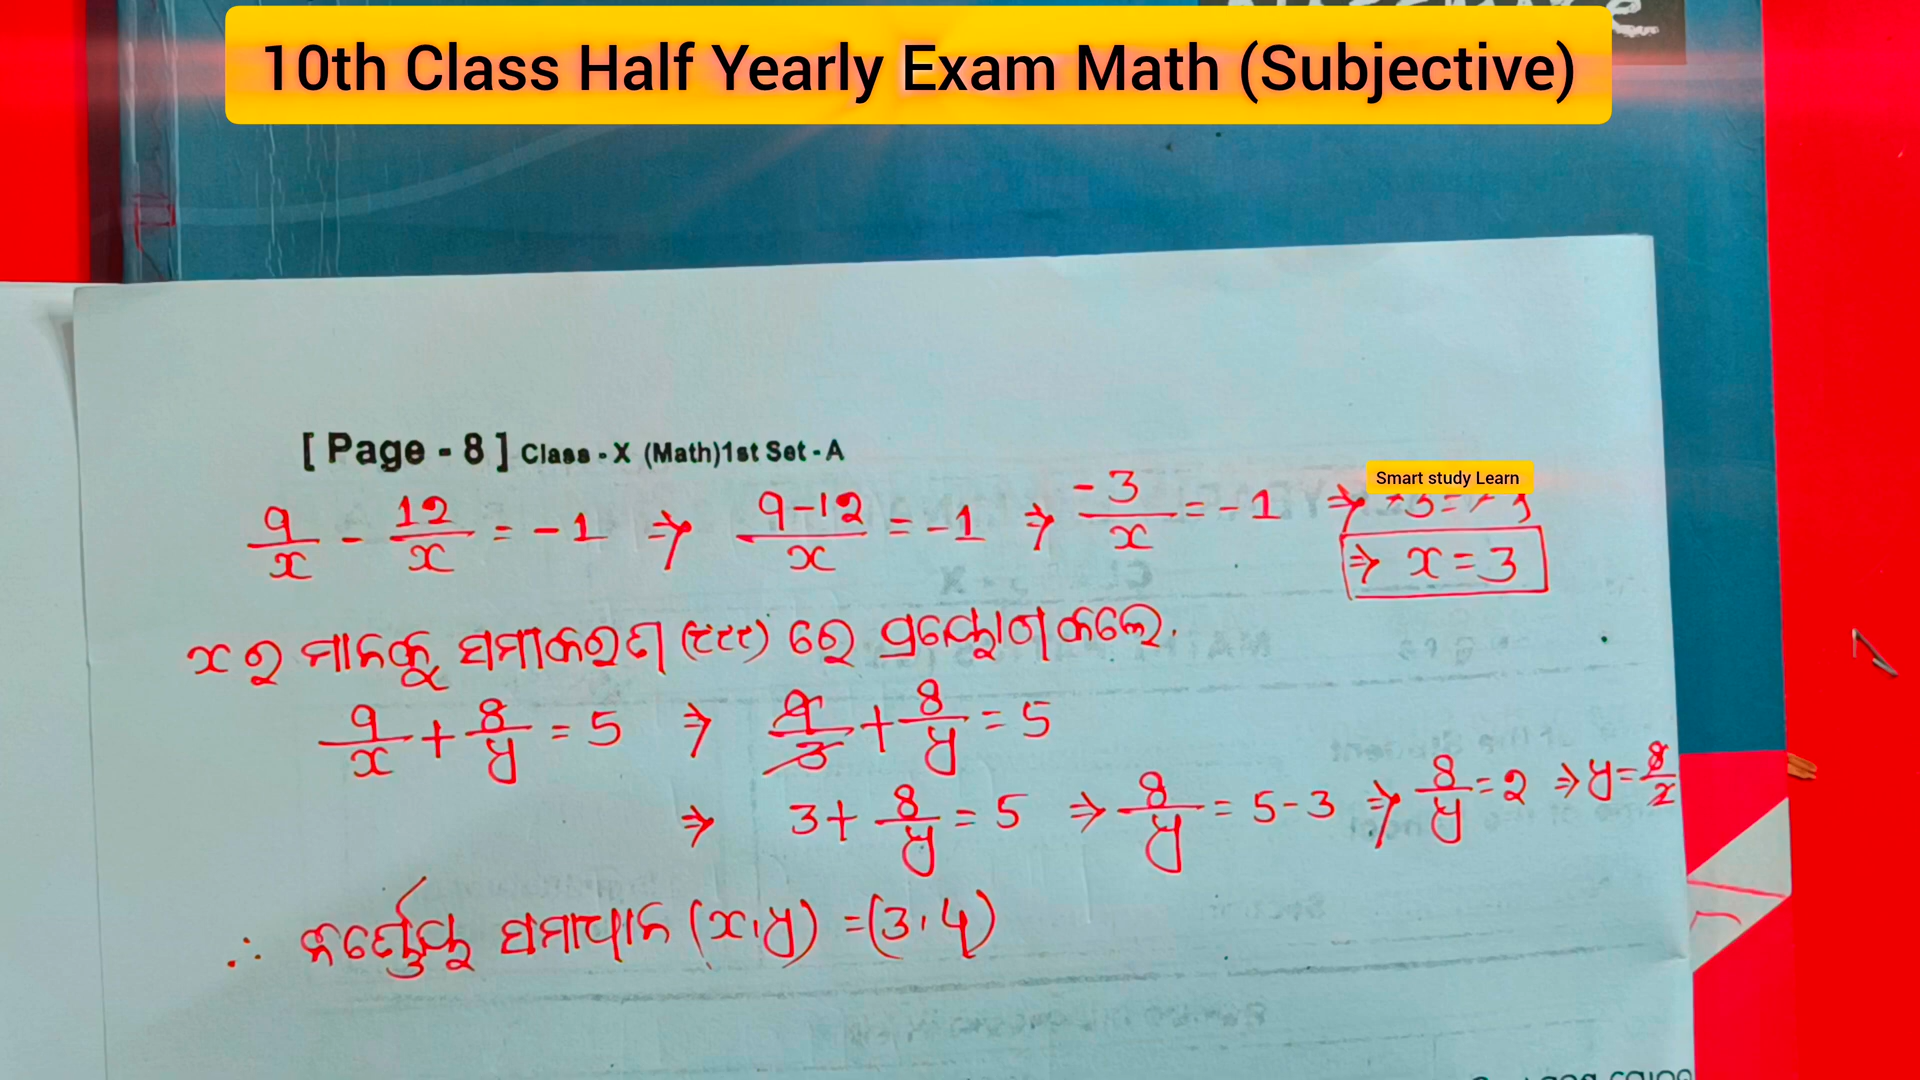 10th Class Half Yearly Exam Math (Subjective)
[ Page - 8 ] Class - X (Math)1st Set - A
Smart study Learn
9/x - 12/x = -1 ⇒ (9-12)/x = -1 ⇒ -3/x = -1 ⇒
⇒ x = 3
x ର ମାନକୁ ସମୀକରଣ (iii) ରେ ପ୍ରୟୋଗ କଲେ.
9/x + 8/y = 5 ⇒ 9/3 + 8/y = 5
⇒ 3 + 8/y = 5 ⇒ 8/y = 5 - 3 ⇒ 8/y = 2 ⇒ y = 8/2
∴ ନିର୍ଣ୍ଣେୟ ସମାଧାନ (x, y) = (3, 4)